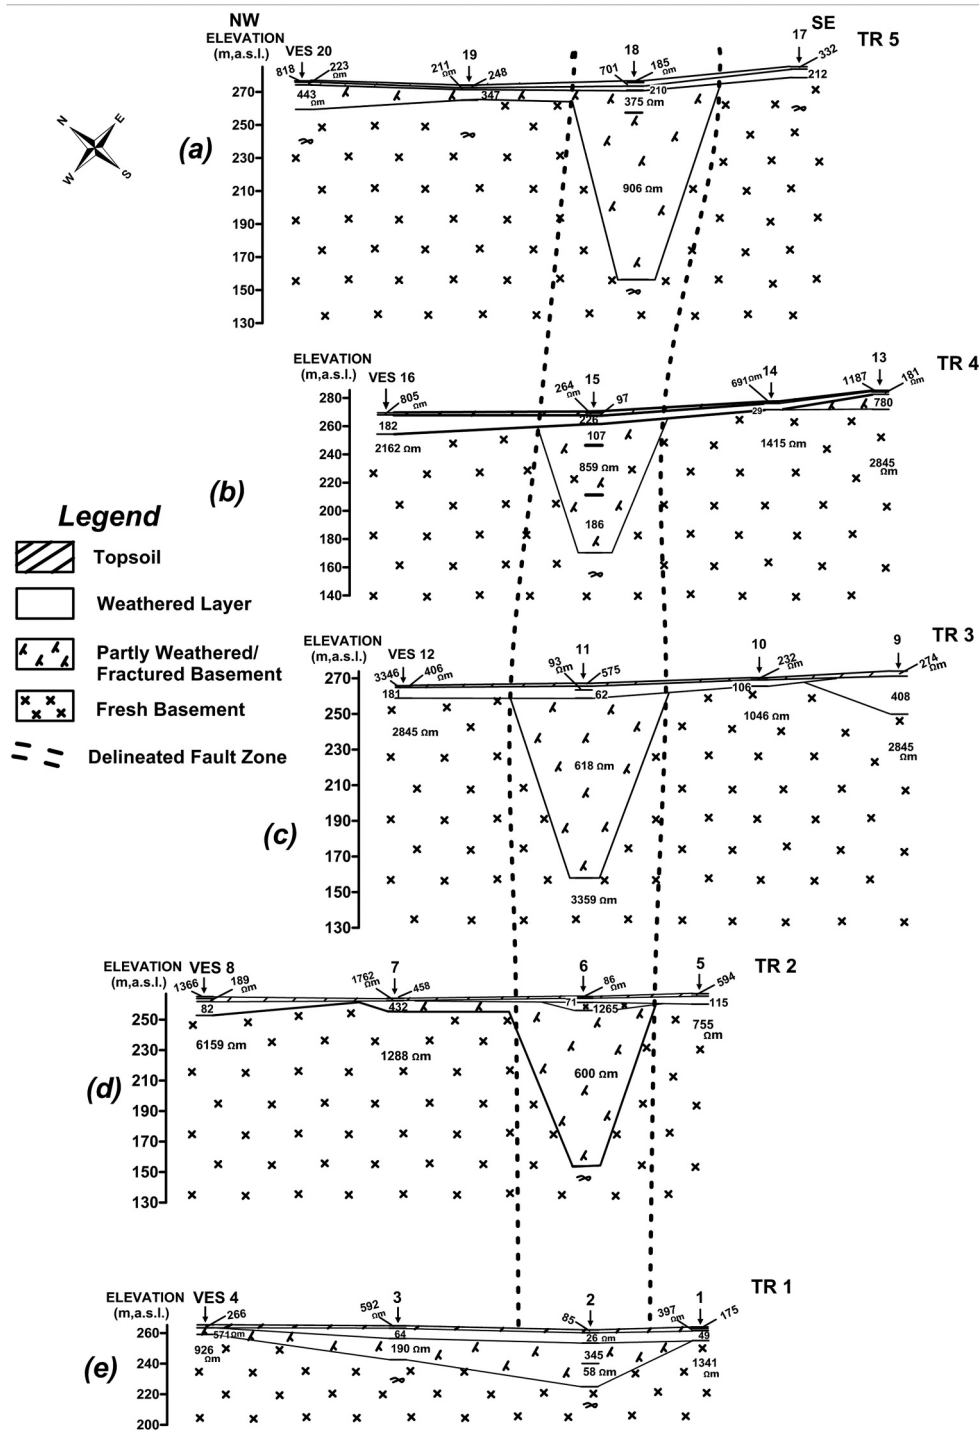 NW
SE
TR 5
ELEVATION
(m,a.s.l.)
VES 20
19
18
17
818
223
Ωm
211
Ωm
248
701
185
Ωm
332
212
443
Ωm
347
210
375 Ωm
906 Ωm
270
250
230
210
190
170
150
130
N
E
W
S
(a)
TR 4
ELEVATION
(m,a.s.l.)
VES 16
15
14
13
805
Ωm
264
Ωm
97
691Ωm
1187
181
Ωm
182
226
29
780
2162 Ωm
107
859 Ωm
186
1415 Ωm
2845
Ωm
280
260
240
220
200
180
160
140
(b)
Legend
Topsoil
Weathered Layer
Partly Weathered/
Fractured Basement
Fresh Basement
Delineated Fault Zone
TR 3
ELEVATION
(m,a.s.l.)
VES 12
11
10
9
3346
406
Ωm
93
Ωm
575
232
Ωm
274
Ωm
181
62
106
408
2845 Ωm
618 Ωm
1046 Ωm
2845
Ωm
3359 Ωm
270
250
230
210
190
170
150
130
(c)
TR 2
ELEVATION
(m,a.s.l.)
VES 8
7
6
5
1366
189
Ωm
1762
Ωm
458
86
Ωm
594
82
432
71
1265
115
6159 Ωm
1288 Ωm
600 Ωm
755
Ωm
250
230
210
190
170
150
130
(d)
TR 1
ELEVATION
(m,a.s.l.)
VES 4
3
2
1
266
592
Ωm
85
397
Ωm
175
571Ωm
64
26 Ωm
49
926
Ωm
190 Ωm
345
58 Ωm
1341
Ωm
260
240
220
200
(e)